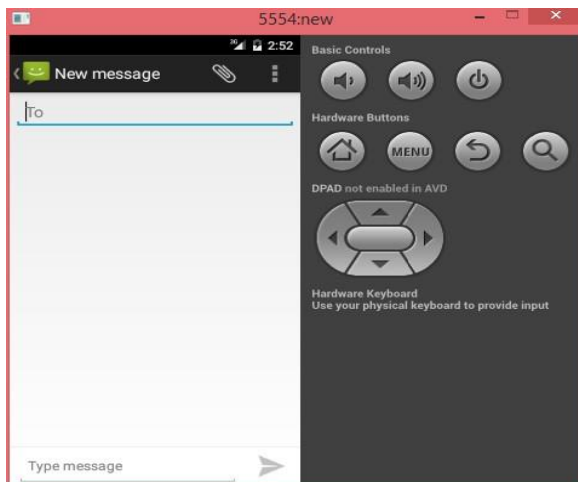 5554:new
3G 2:52
New message
To
Type message
Basic Controls
Hardware Buttons
MENU
DPAD not enabled in AVD
Hardware Keyboard
Use your physical keyboard to provide input